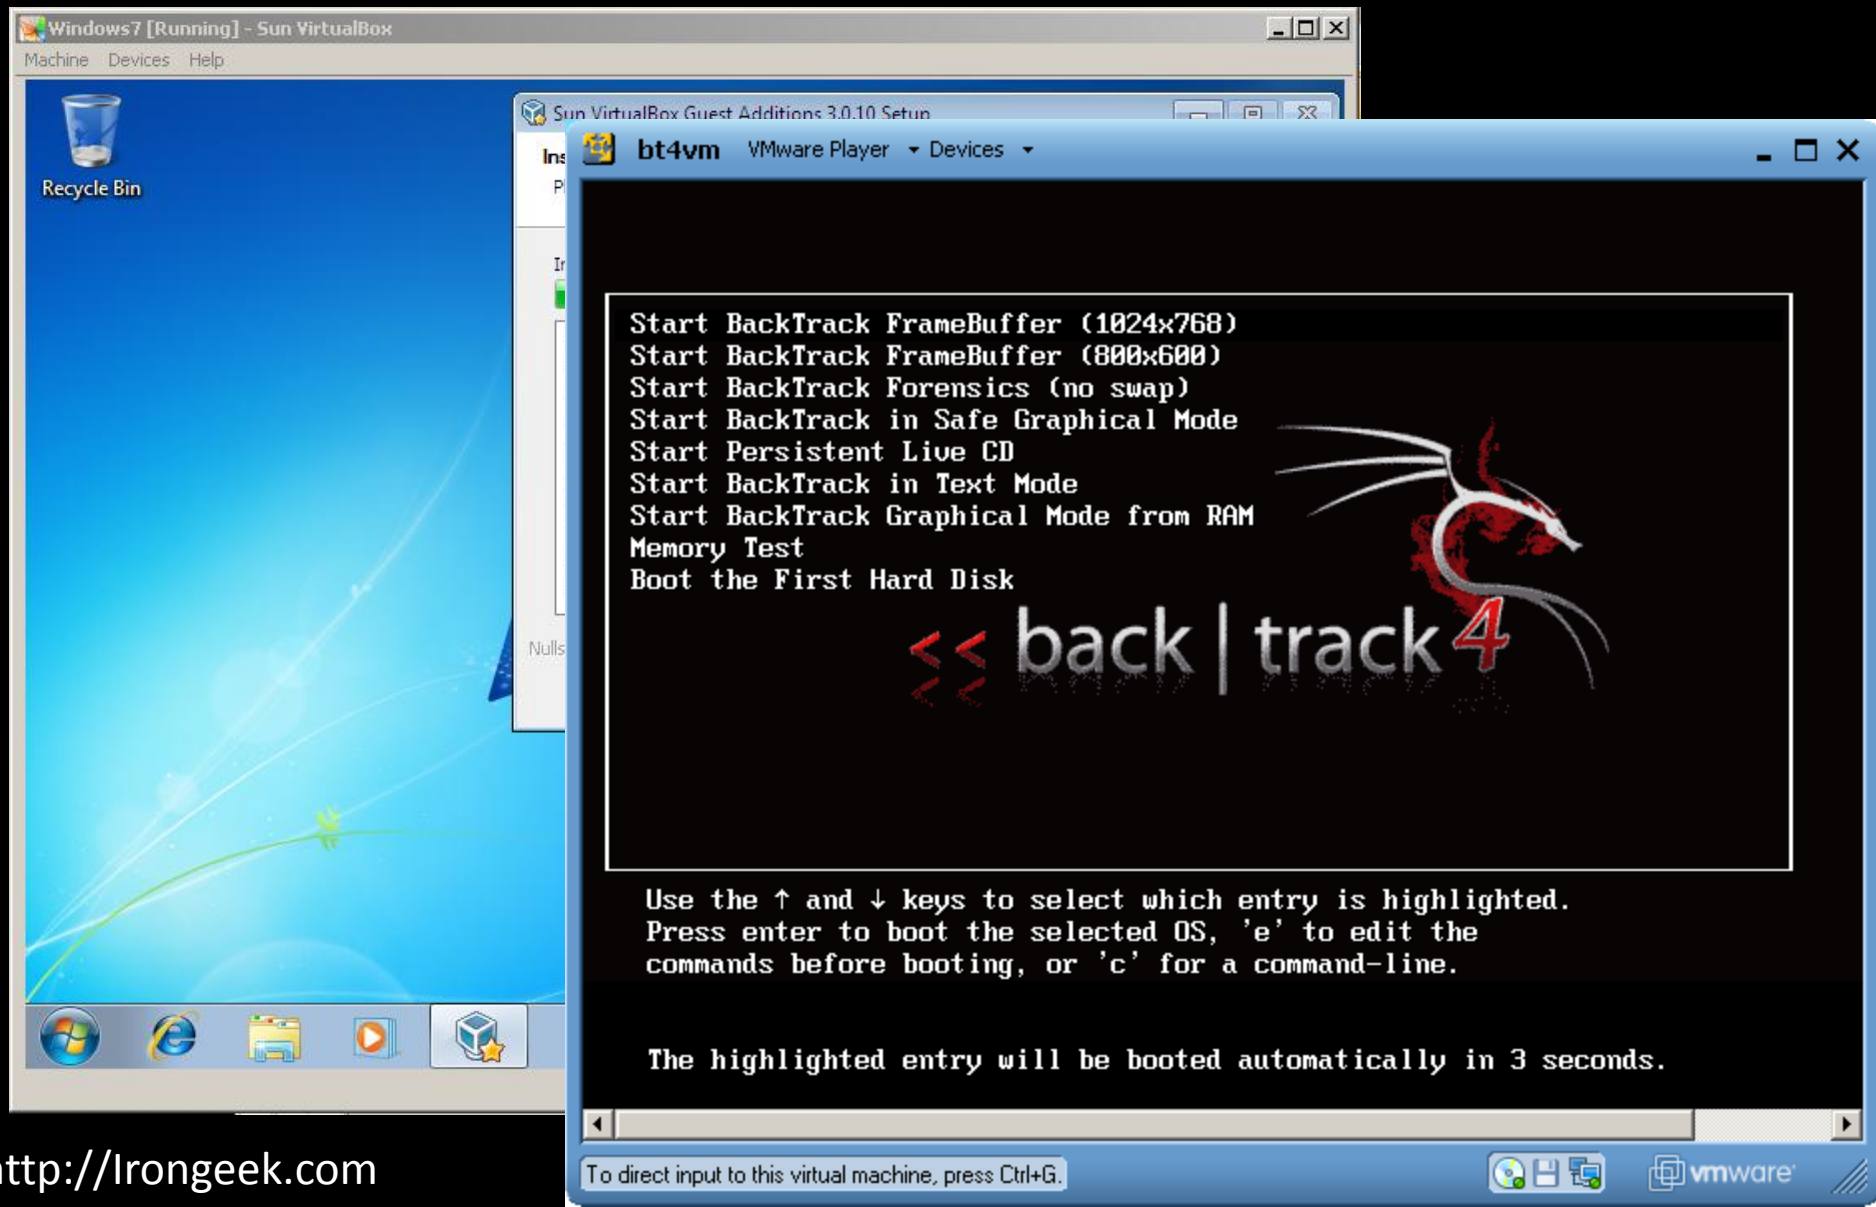 Windows7 [Running] - Sun VirtualBox
Machine Devices Help
Recycle Bin
Sun VirtualBox Guest Additions 3.0.10 Setup
Ins
Pl
In
Nulls
bt4vm VMware Player Devices
Start BackTrack FrameBuffer (1024x768)
Start BackTrack FrameBuffer (800x600)
Start BackTrack Forensics (no swap)
Start BackTrack in Safe Graphical Mode
Start Persistent Live CD
Start BackTrack in Text Mode
Start BackTrack Graphical Mode from RAM
Memory Test
Boot the First Hard Disk
<< back | track 4
Use the ↑ and ↓ keys to select which entry is highlighted.
Press enter to boot the selected OS, 'e' to edit the
commands before booting, or 'c' for a command-line.
The highlighted entry will be booted automatically in 3 seconds.
To direct input to this virtual machine, press Ctrl+G.
vmware
ttp://Irongeek.com